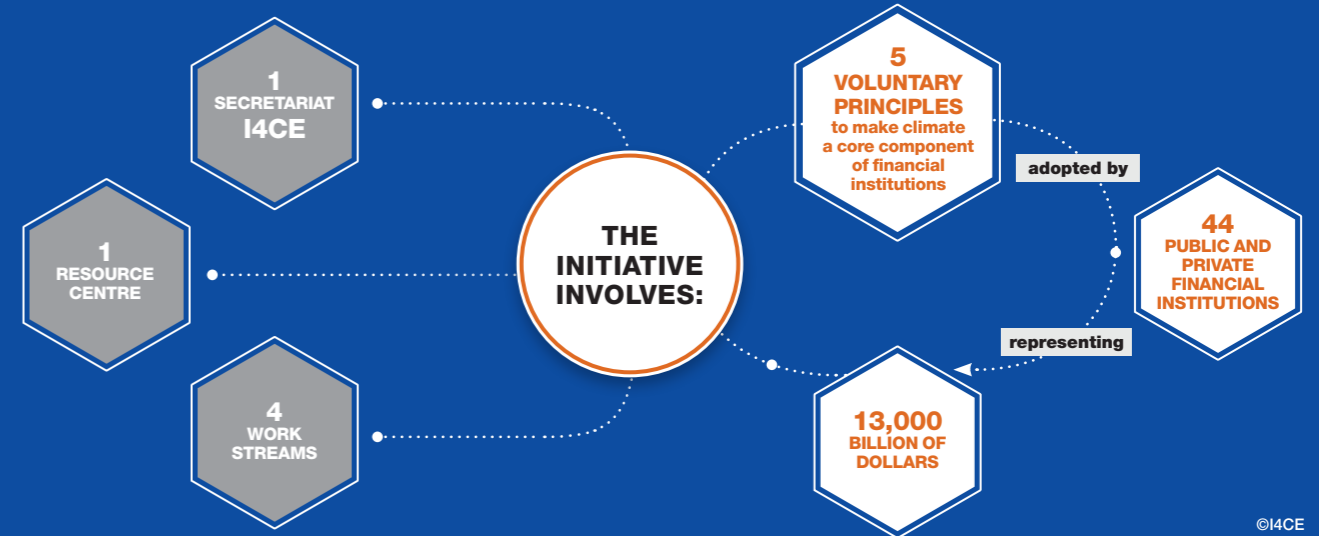 1
SECRETARIAT
I4CE
1
RESOURCE
CENTRE
4
WORK
STREAMS
THE
INITIATIVE
INVOLVES:
5
VOLUNTARY
PRINCIPLES
to make climate
a core component
of financial
institutions
adopted by
44
PUBLIC AND
PRIVATE
FINANCIAL
INSTITUTIONS
representing
13,000
BILLION OF
DOLLARS
©I4CE